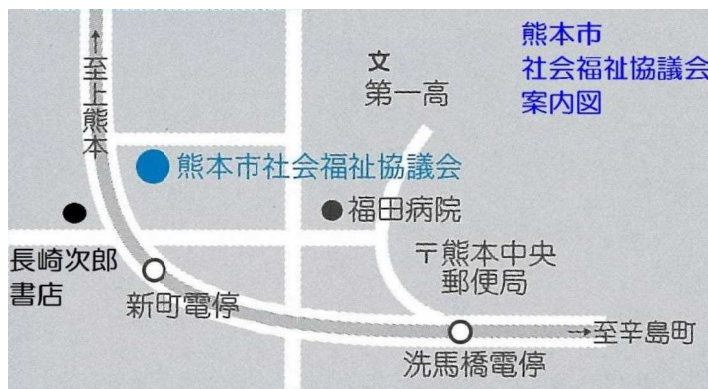 熊本市
社会福祉協議会
案内図
↑至上熊本
文
第一高
熊本市社会福祉協議会
福田病院
長崎次郎
書店
〒熊本中央
郵便局
新町電停
→至辛島町
洗馬橋電停